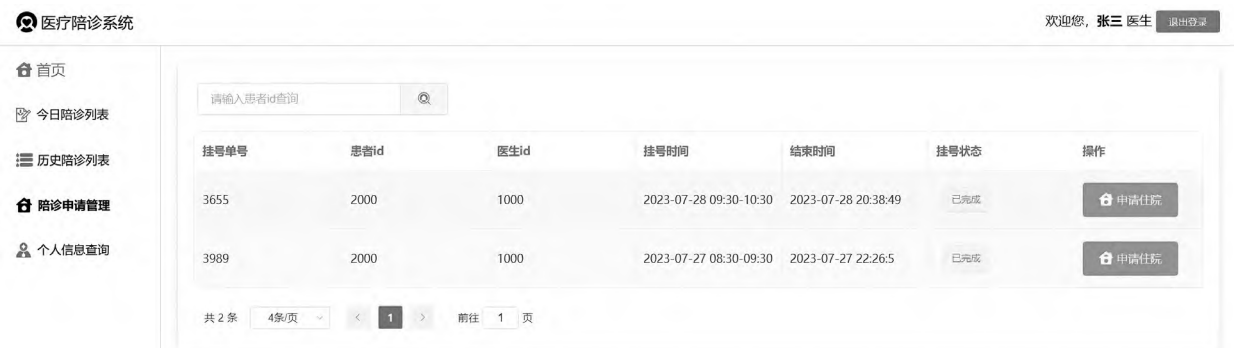 医疗陪诊系统
欢迎您，张三 医生 退出登录
首页
今日陪诊列表
历史陪诊列表
陪诊申请管理
个人信息查询
请输入患者id查询
挂号单号 患者id 医生id 挂号时间 结束时间 挂号状态 操作
3655 2000 1000 2023-07-28 09:30-10:30 2023-07-28 20:38:49 已完成 申请住院
3989 2000 1000 2023-07-27 08:30-09:30 2023-07-27 22:26:5 已完成 申请住院
共 2 条 4条/页 < 1 > 前往 1 页